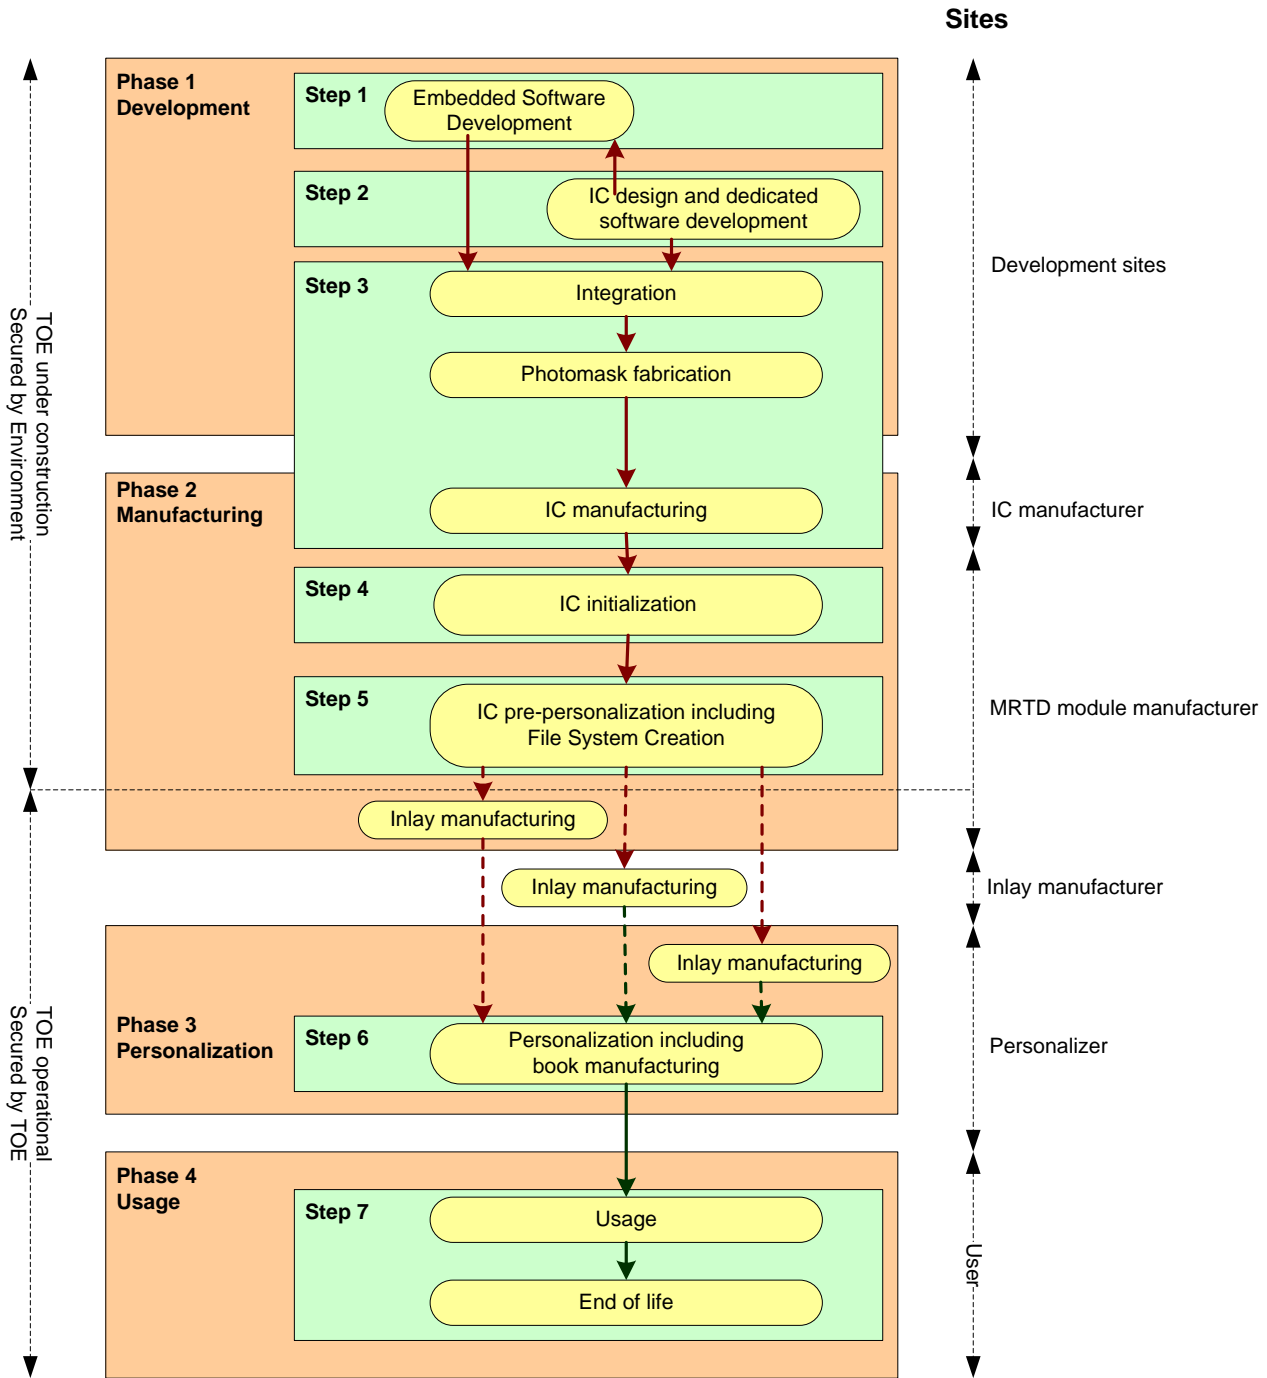 Sites
Phase 1
Development
Step 1
Embedded Software
Development
Step 2
IC design and dedicated
software development
Step 3
Integration
Photomask fabrication
Development sites
TOE under construction
Secured by Environment
Phase 2
Manufacturing
IC manufacturing
IC manufacturer
Step 4
IC initialization
Step 5
IC pre-personalization including
File System Creation
MRTD module manufacturer
Inlay manufacturing
Inlay manufacturing
Inlay manufacturer
Inlay manufacturing
Phase 3
Personalization
Step 6
Personalization including
book manufacturing
Personalizer
TOE operational
Secured by TOE
Phase 4
Usage
Step 7
Usage
End of life
User